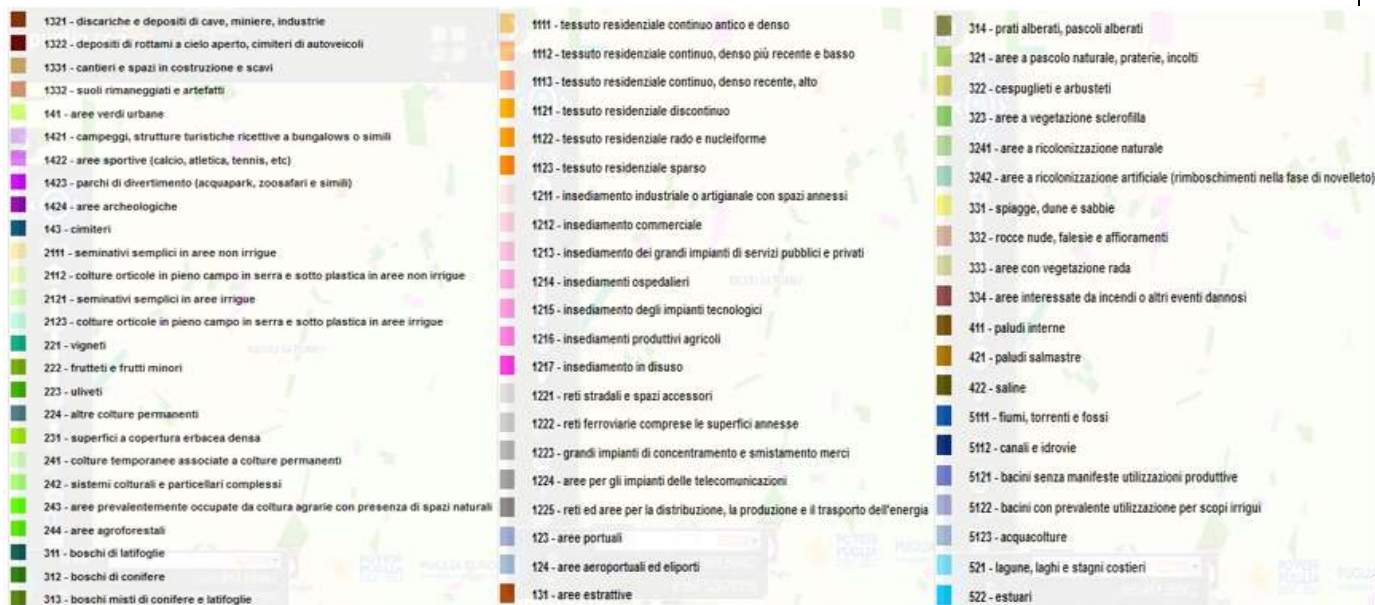 1321 - discariche e depositi di cave, miniere, industrie
1322 - depositi di rottami a cielo aperto, cimiteri di autoveicoli
1331 - cantieri e spazi in costruzione e scavi
1332 - suoli rimaneggiati e artefatti
141 - aree verdi urbane
1421 - campeggi, strutture turistiche ricettive a bungalows o simili
1422 - aree sportive (calcio, atletica, tennis, etc)
1423 - parchi di divertimento (acquapark, zoosafari e simili)
1424 - aree archeologiche
143 - cimiteri
2111 - seminativi semplici in aree non irrigue
2112 - colture orticole in pieno campo in serra e sotto plastica in aree non irrigue
2121 - seminativi semplici in aree irrigue
2123 - colture orticole in pieno campo in serra e sotto plastica in aree irrigue
221 - vigneti
222 - frutteti e frutti minori
223 - uliveti
224 - altre colture permanenti
231 - superfici a copertura erbacea densa
241 - colture temporanee associate a colture permanenti
242 - sistemi colturali e particellari complessi
243 - aree prevalentemente occupate da coltura agrarie con presenza di spazi naturali
244 - aree agroforestali
311 - boschi di latifoglie
312 - boschi di conifere
313 - boschi misti di conifere e latifoglie
1111 - tessuto residenziale continuo antico e denso
1112 - tessuto residenziale continuo, denso più recente e basso
1113 - tessuto residenziale continuo, denso recente, alto
1121 - tessuto residenziale discontinuo
1122 - tessuto residenziale rado e nucleiforme
1123 - tessuto residenziale sparso
1211 - insediamento industriale o artigianale con spazi annessi
1212 - insediamento commerciale
1213 - insediamento dei grandi impianti di servizi pubblici e privati
1214 - insediamenti ospedalieri
1215 - insediamento degli impianti tecnologici
1216 - insediamenti produttivi agricoli
1217 - insediamento in disuso
1221 - reti stradali e spazi accessori
1222 - reti ferroviarie comprese le superfici annesse
1223 - grandi impianti di concentramento e smistamento merci
1224 - aree per gli impianti delle telecomunicazioni
1225 - reti ed aree per la distribuzione, la produzione e il trasporto dell'energia
123 - aree portuali
124 - aree aeroportuali ed eliporti
131 - aree estrattive
314 - prati alberati, pascoli alberati
321 - aree a pascolo naturale, praterie, incolti
322 - cespuglieti e arbusteti
323 - aree a vegetazione sclerofilla
3241 - aree a ricolonizzazione naturale
3242 - aree a ricolonizzazione artificiale (rimboschimenti nella fase di novelleto)
331 - spiagge, dune e sabbie
332 - rocce nude, falesie e affioramenti
333 - aree con vegetazione rada
334 - aree interessate da incendi o altri eventi dannosi
411 - paludi interne
421 - paludi salmastre
422 - saline
5111 - fiumi, torrenti e fossi
5112 - canali e idrovie
5121 - bacini senza manifeste utilizzazioni produttive
5122 - bacini con prevalente utilizzazione per scopi irrigui
5123 - acquacolture
521 - lagune, laghi e stagni costieri
522 - estuari